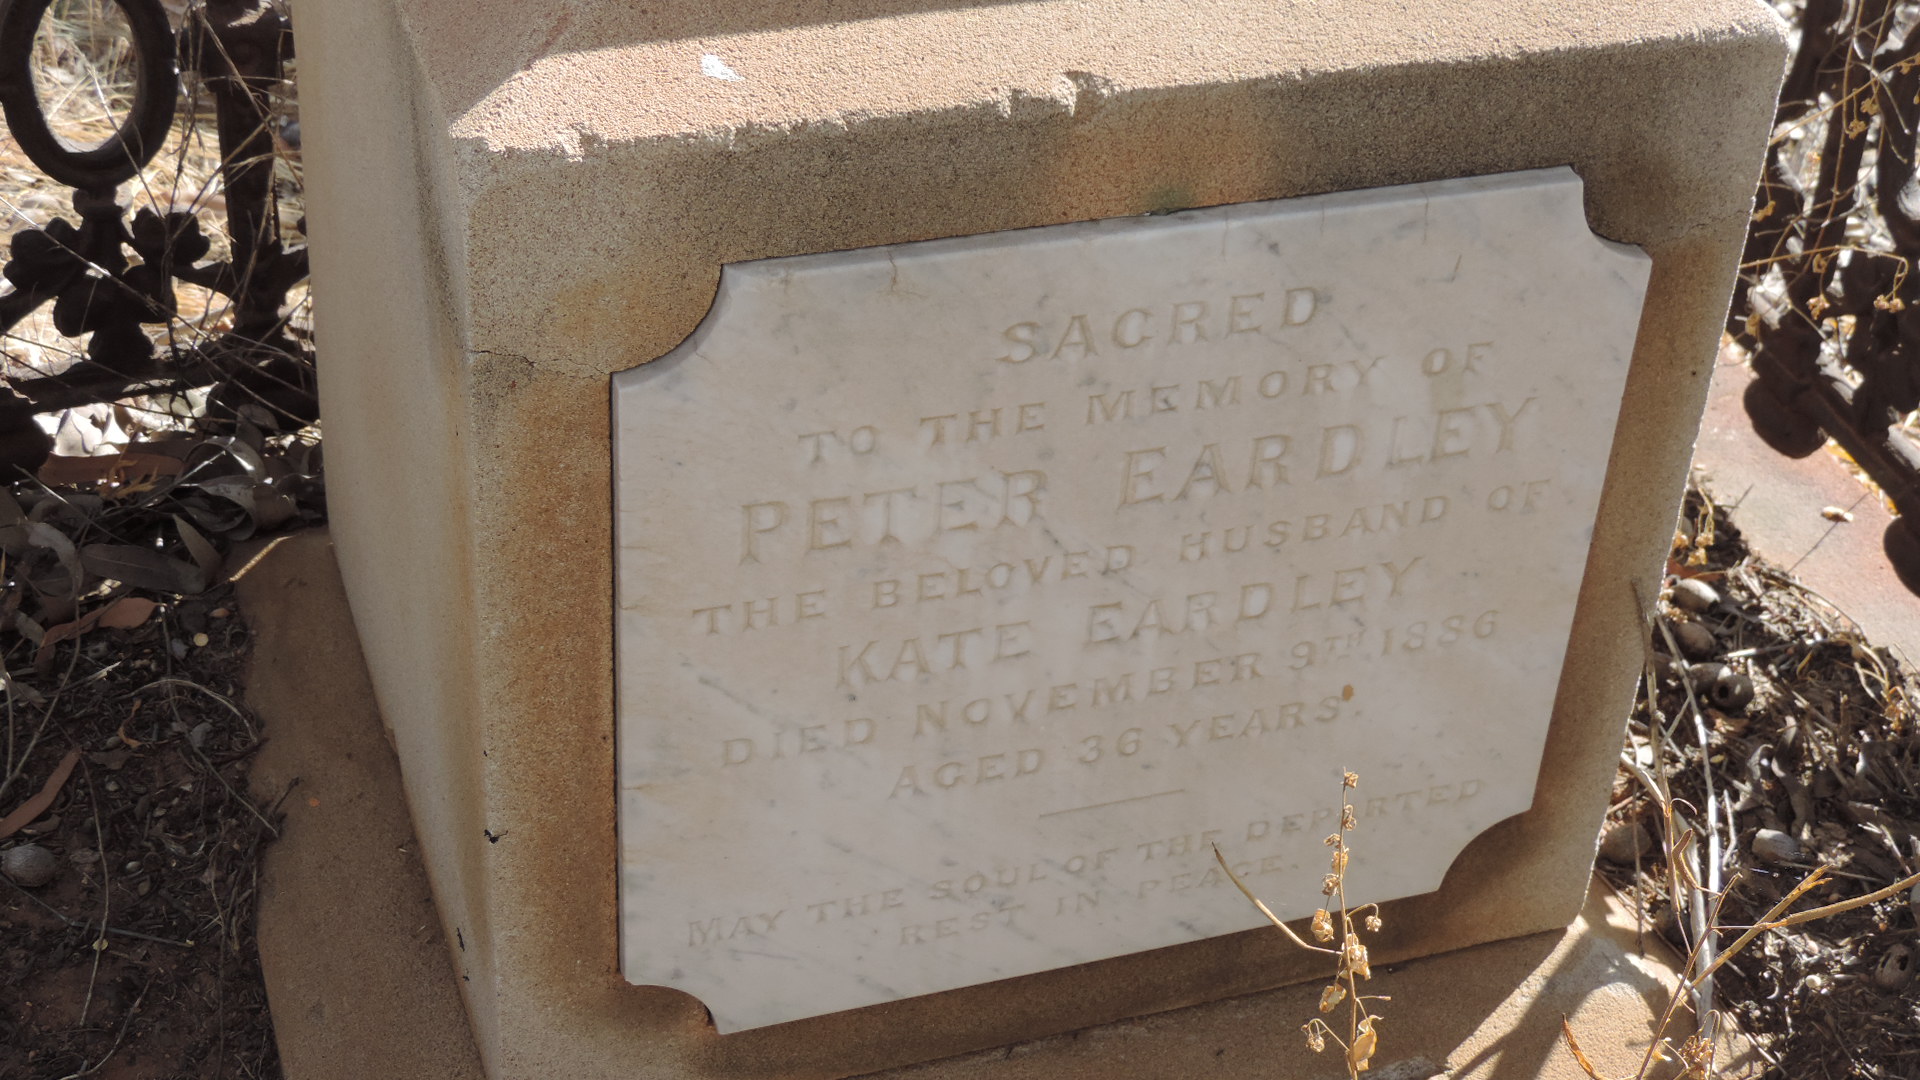 SACRED
TO THE MEMORY OF
PETER EARDLEY
THE BELOVED HUSBAND OF
KATE EARDLEY
DIED NOVEMBER 9TH 1886
AGED 36 YEARS.
MAY THE SOUL OF THE DEPARTED
REST IN PEACE.